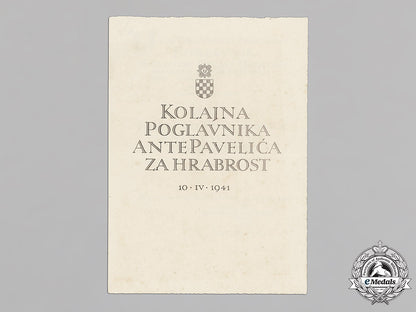 KOLAJNA
POGLAVNIKA
ANTE PAVELIĆA
ZA HRABROST
10·IV·1941
eMedals